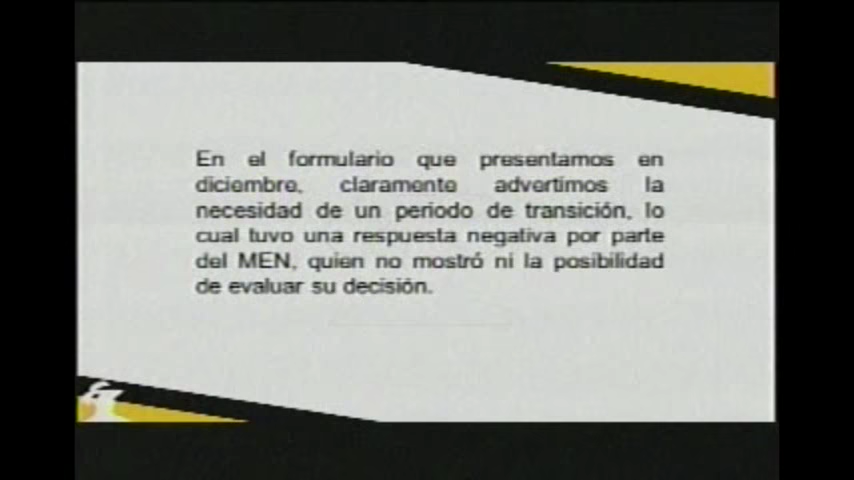 En el formulario que presentamos en
diciembre, claramente advertimos la
necesidad de un periodo de transición, lo
cual tuvo una respuesta negativa por parte
del MEN, quien no mostró ni la posibilidad
de evaluar su decisión.